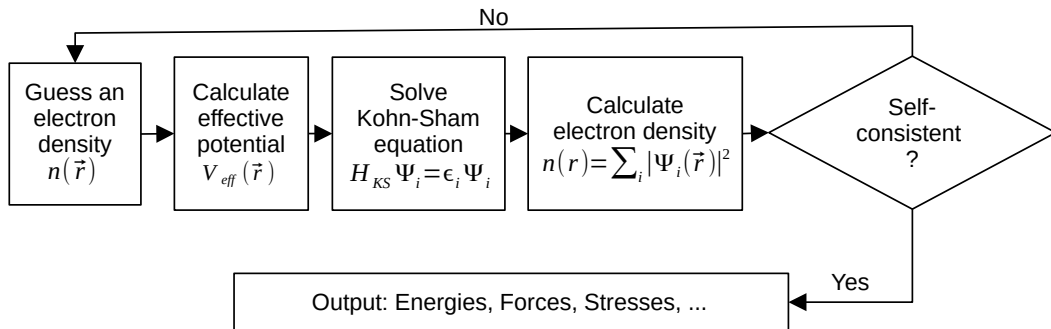 No
Guess an
electron
density
n(r⃗)
Calculate
effective
potential
V_eff(r⃗)
Solve
Kohn-Sham
equation
H_KS Ψ_i=ϵ_i Ψ_i
Calculate
electron density
n(r)=∑_i|Ψ_i(r⃗)|²
Self-
consistent
?
Yes
Output: Energies, Forces, Stresses, ...